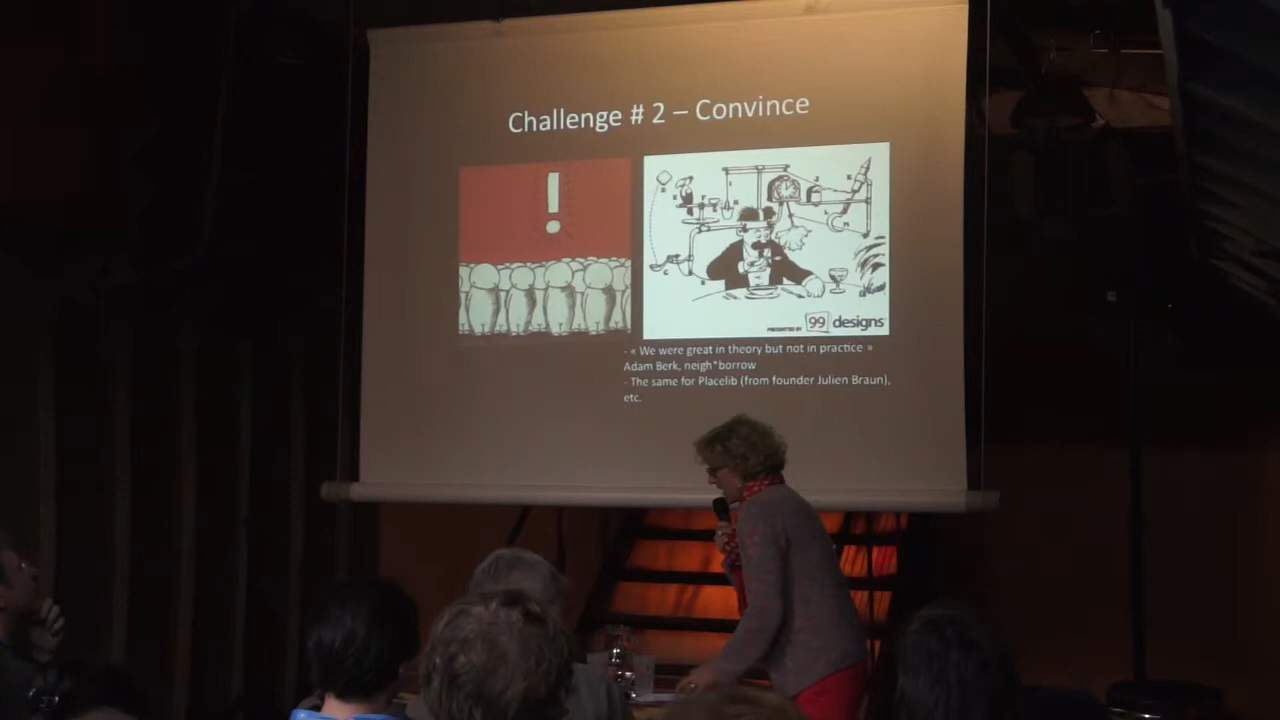 Challenge # 2 – Convince
!
PRESENTED BY 99 designs
- « We were great in theory but not in practice »
Adam Berk, neigh*borrow
- The same for Placelib (from founder Julien Braun),
etc.